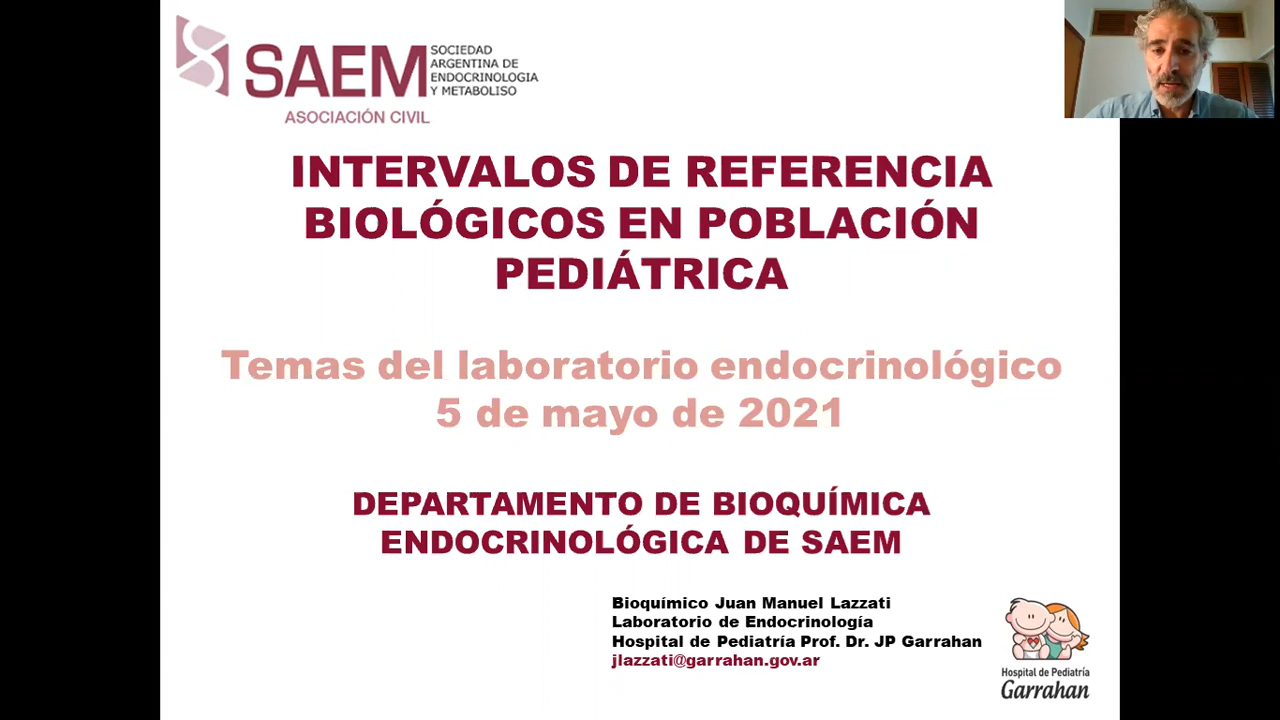 SAEM
SOCIEDAD
ARGENTINA DE
ENDOCRINOLOGIA
Y METABOLISO
ASOCIACIÓN CIVIL
INTERVALOS DE REFERENCIA
BIOLÓGICOS EN POBLACIÓN
PEDIÁTRICA
Temas del laboratorio endocrinológico
5 de mayo de 2021
DEPARTAMENTO DE BIOQUÍMICA
ENDOCRINOLÓGICA DE SAEM
Bioquímico Juan Manuel Lazzati
Laboratorio de Endocrinología
Hospital de Pediatría Prof. Dr. JP Garrahan
jlazzati@garrahan.gov.ar
Hospital de Pediatría
Garrahan